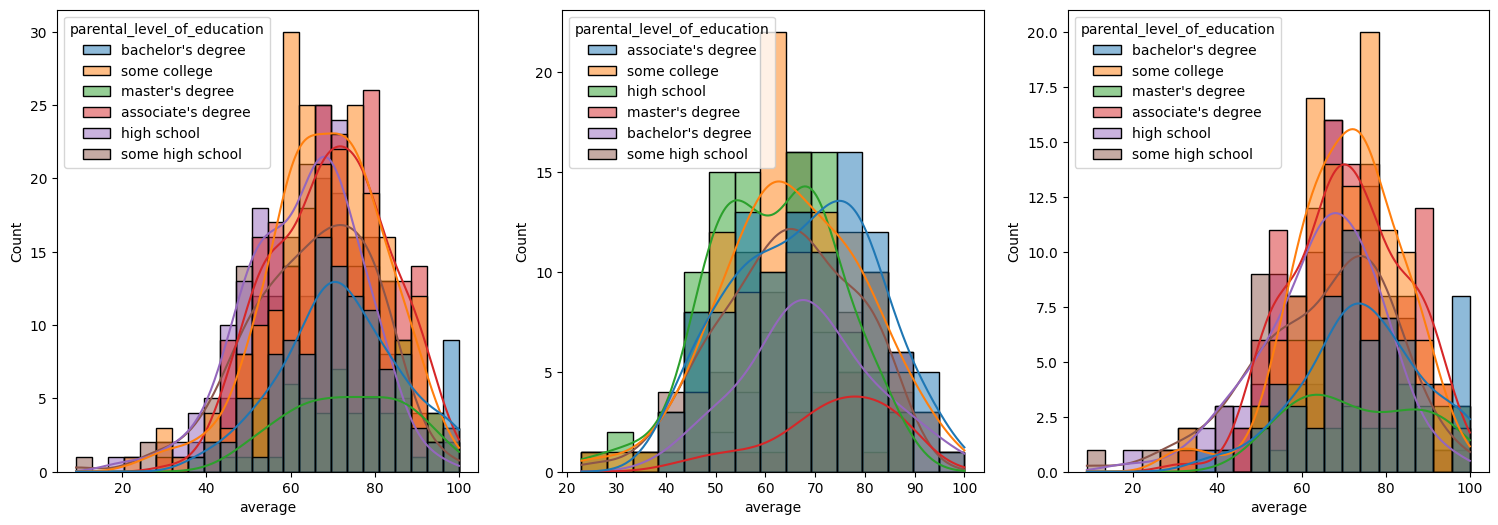 parental_level_of_education
bachelor's degree
some college
master's degree
associate's degree
high school
some high school
30
25
20
15
10
5
0
Count
20
40
60
80
100
average
parental_level_of_education
associate's degree
some college
high school
master's degree
bachelor's degree
some high school
20
15
10
5
0
Count
20
30
40
50
60
70
80
90
100
average
parental_level_of_education
bachelor's degree
some college
master's degree
associate's degree
high school
some high school
20.0
17.5
15.0
12.5
10.0
7.5
5.0
2.5
0.0
Count
20
40
60
80
100
average